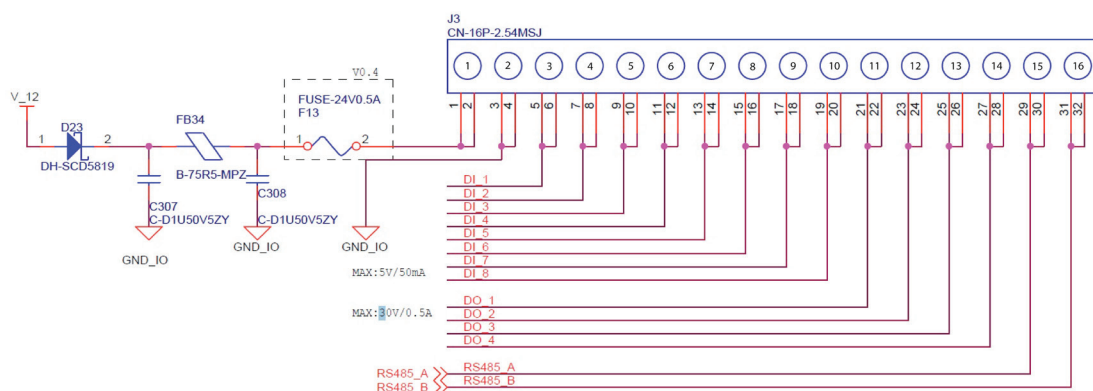 J3
CN-16P-2.54MSJ
1 2 3 4 5 6 7 8 9 10 11 12 13 14 15 16
1 2 3 4 5 6 7 8 9 10 11 12 13 14 15 16 17 18 19 20 21 22 23 24 25 26 27 28 29 30 31 32
V0.4
FUSE-24V0.5A
F13
1 2
V_12
D23
1 2
DH-SCD5819
FB34
B-75R5-MPZ
C307
C-D1U50V5ZY
C308
C-D1U50V5ZY
GND_IO
GND_IO
GND_IO
DI_1
DI_2
DI_3
DI_4
DI_5
DI_6
DI_7
MAX:5V/50mA DI_8
DO_1
MAX:30V/0.5A DO_2
DO_3
DO_4
RS485_A RS485_A
RS485_B RS485_B